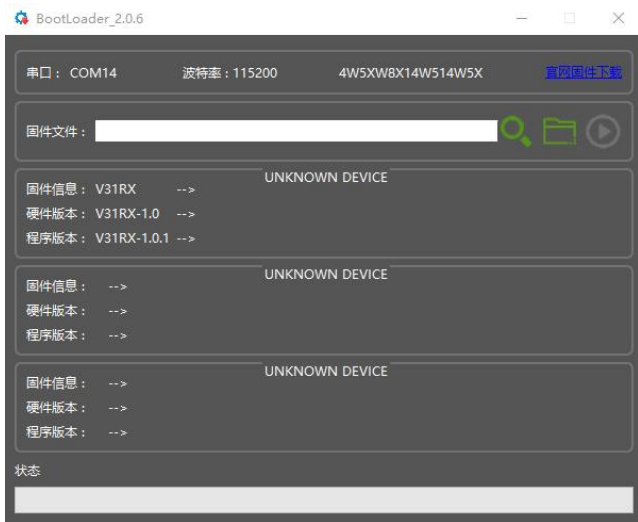 BootLoader_2.0.6
串口： COM14 波特率 : 115200 4W5XW8X14W514W5X 官网固件下载
固件文件：
UNKNOWN DEVICE
固件信息： V31RX -->
硬件版本： V31RX-1.0 -->
程序版本： V31RX-1.0.1 -->
UNKNOWN DEVICE
固件信息： -->
硬件版本： -->
程序版本： -->
UNKNOWN DEVICE
固件信息： -->
硬件版本： -->
程序版本： -->
状态